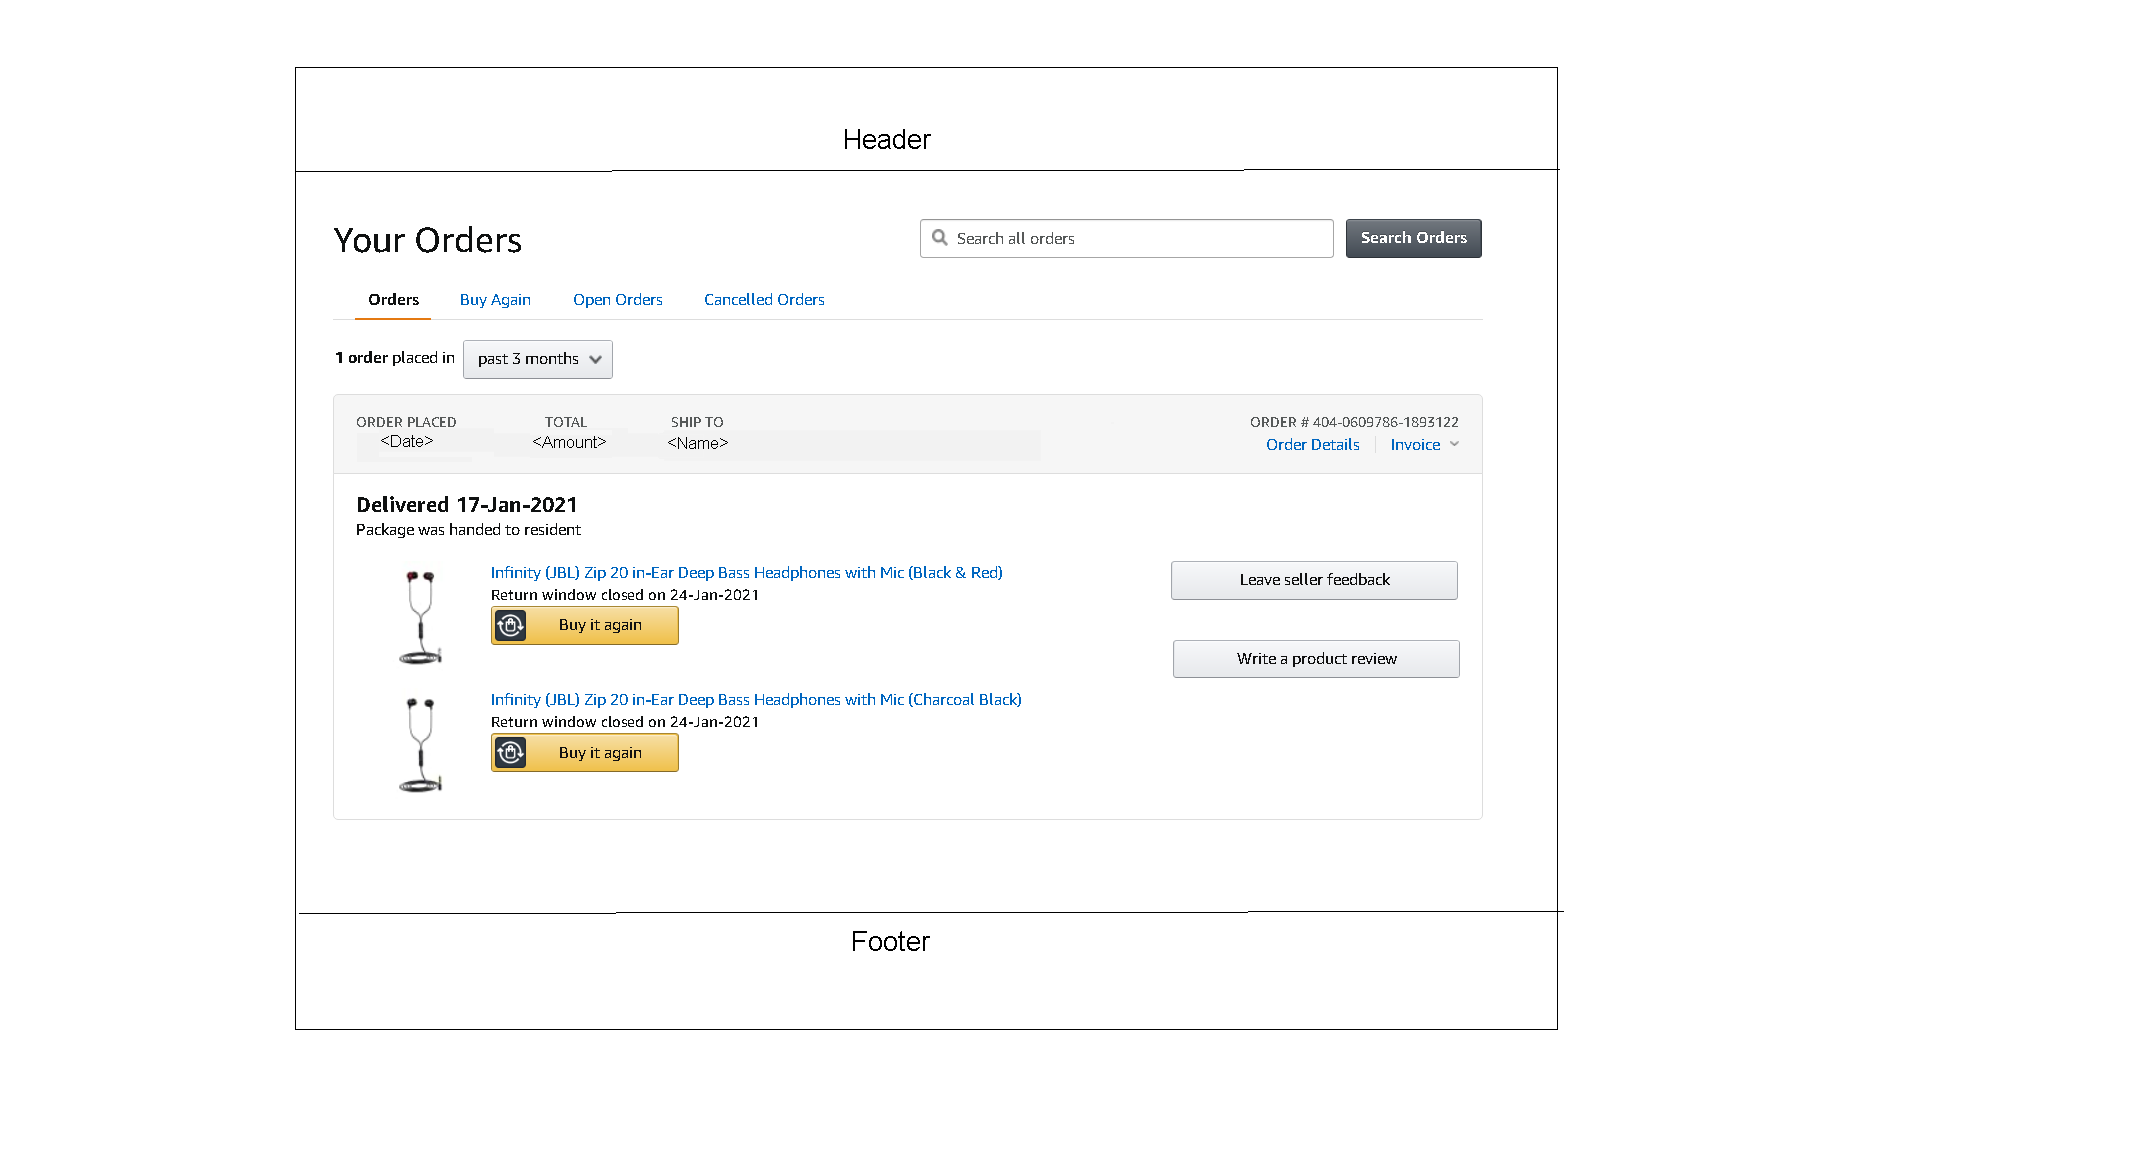 Header
Your Orders
Search all orders
Search Orders
Orders Buy Again Open Orders Cancelled Orders
1 order placed in past 3 months
ORDER PLACED TOTAL SHIP TO ORDER # 404-0609786-1893122
<Date> <Amount> <Name> Order Details Invoice
Delivered 17-Jan-2021
Package was handed to resident
Infinity (JBL) Zip 20 in-Ear Deep Bass Headphones with Mic (Black & Red)
Return window closed on 24-Jan-2021
Buy it again
Leave seller feedback
Write a product review
Infinity (JBL) Zip 20 in-Ear Deep Bass Headphones with Mic (Charcoal Black)
Return window closed on 24-Jan-2021
Buy it again
Footer